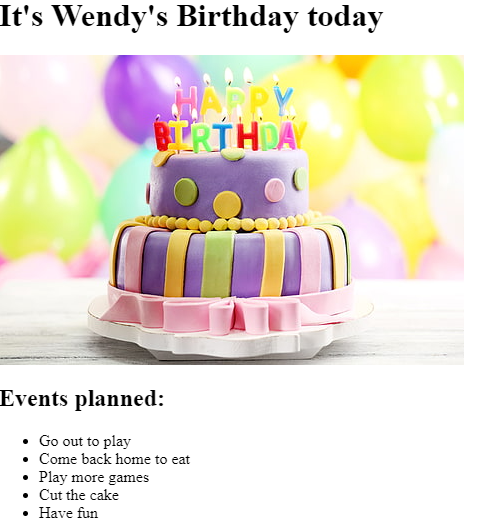 It's Wendy's Birthday today
HAPPY
BIRTHDAY
Events planned:
Go out to play
Come back home to eat
Play more games
Cut the cake
Have fun